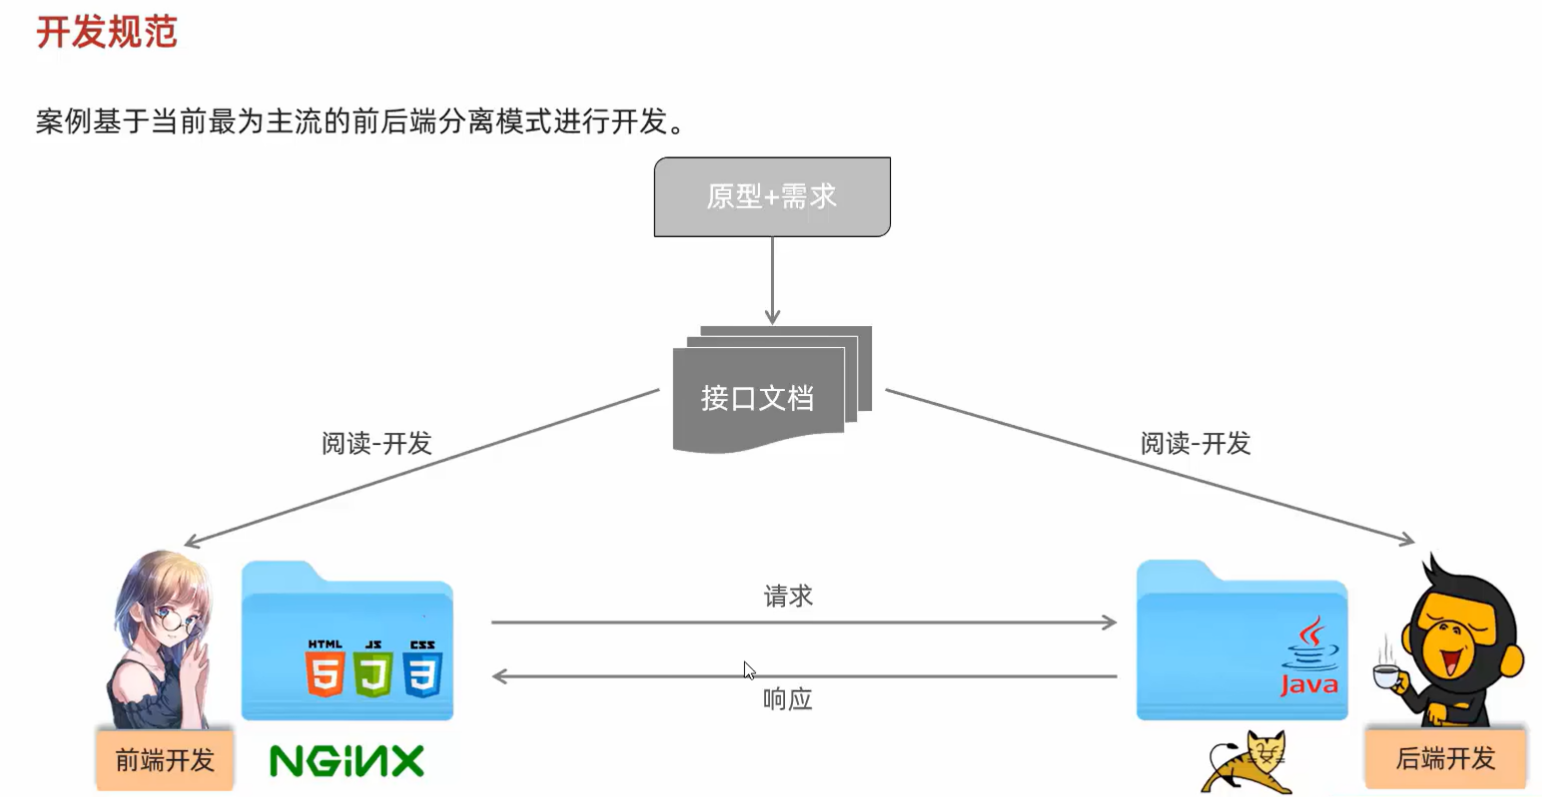 开发规范
案例基于当前最为主流的前后端分离模式进行开发。
原型+需求
接口文档
阅读-开发
阅读-开发
请求
HTML JS CSS
5 J 3
Java
响应
前端开发
NGiNX
后端开发